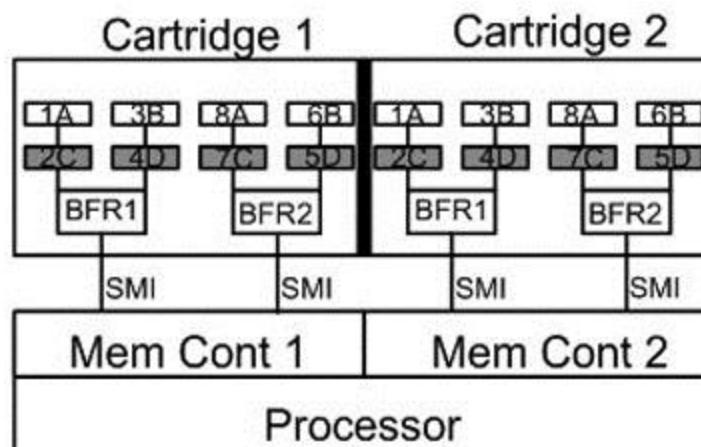 Cartridge 1 Cartridge 2
1A 3B 8A 6B 1A 3B 8A 6B
2C 4D 7C 5D 2C 4D 7C 5D
BFR1 BFR2 BFR1 BFR2
SMI SMI SMI SMI
Mem Cont 1 Mem Cont 2
Processor